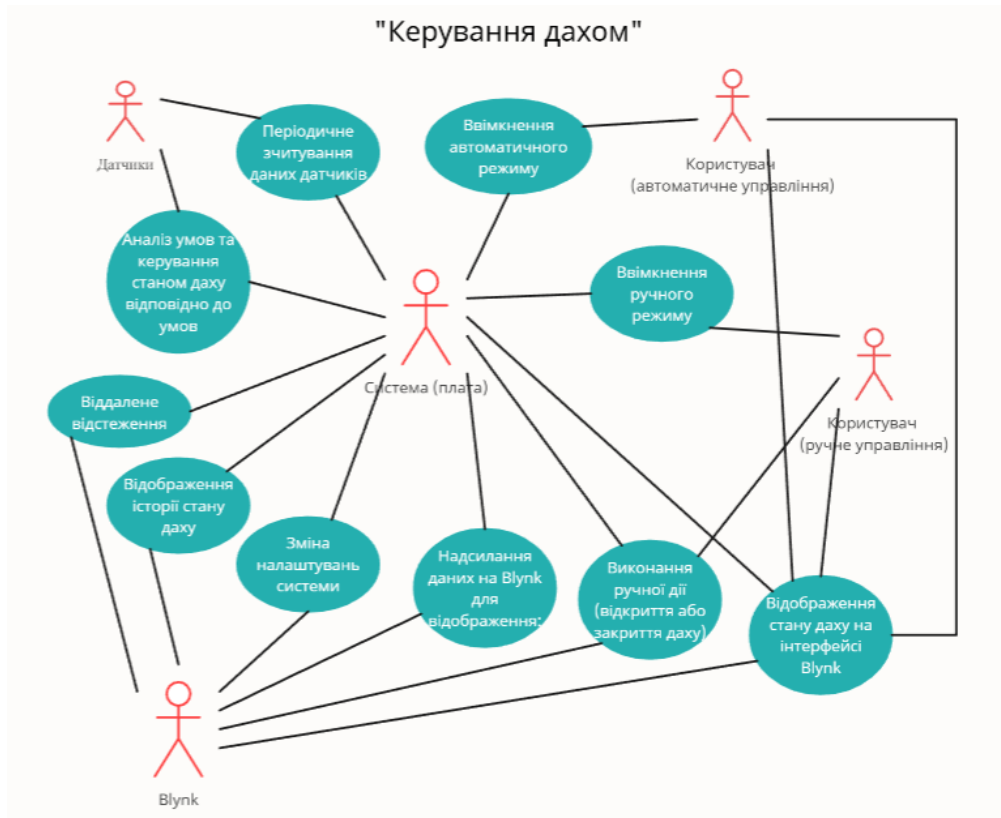 "Керування дахом"
Датчики
Періодичне
зчитування
даних датчиків
Ввімкнення
автоматичного
режиму
Користувач
(автоматичне управління)
Аналіз умов та
керування
станом даху
відповідно до
умов
Ввімкнення
ручного
режиму
Система (плата)
Користувач
(ручне управління)
Віддалене
відстеження
Відображення
історії стану
даху
Зміна
налаштувань
системи
Надсилання
даних на Blynk
для
відображення:
Виконання
ручної дії
(відкриття або
закриття даху)
Відображення
стану даху на
інтерфейсі
Blynk
Blynk